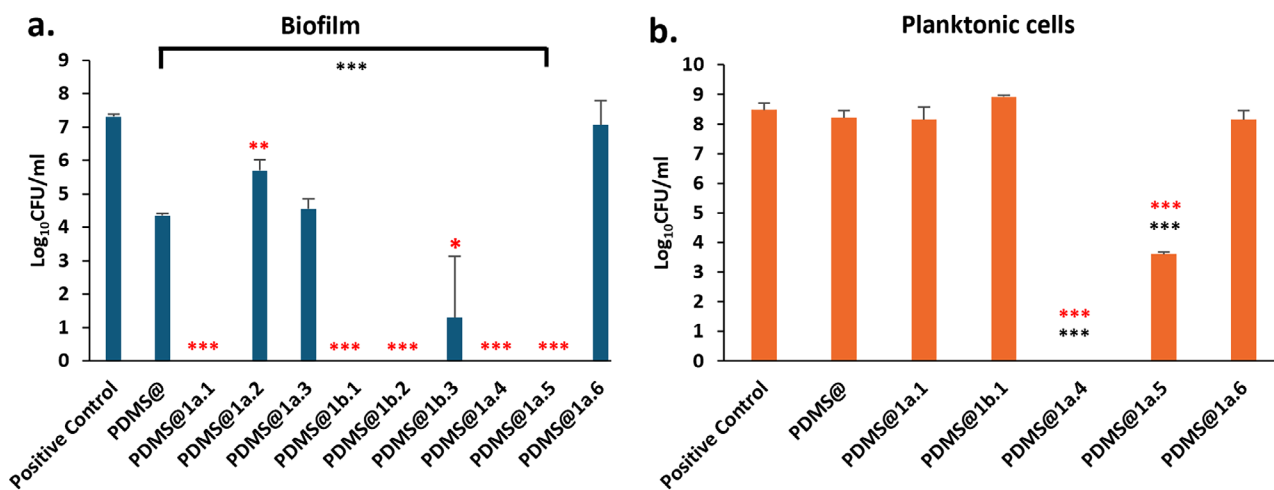 a.
Biofilm
***
9
8
7
6
5
4
3
2
1
0
Log10CFU/ml
**
*
***
***
***
***
***
Positive Control
PDMS@
PDMS@1a.1
PDMS@1a.2
PDMS@1a.3
PDMS@1b.1
PDMS@1b.2
PDMS@1b.3
PDMS@1a.4
PDMS@1a.5
PDMS@1a.6
b.
Planktonic cells
10
9
8
7
6
5
4
3
2
1
0
Log10CFU/ml
***
***
***
***
Positive Control
PDMS@
PDMS@1a.1
PDMS@1b.1
PDMS@1a.4
PDMS@1a.5
PDMS@1a.6